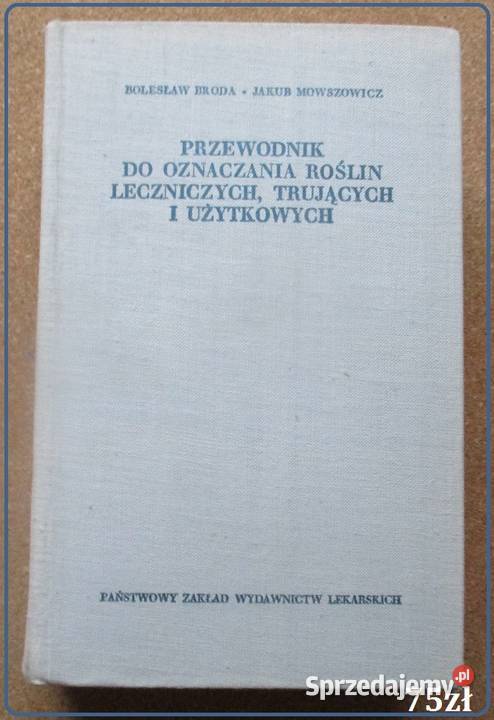 BOLESŁAW BRODA • JAKUB MOWSZOWICZ
PRZEWODNIK
DO OZNACZANIA ROŚLIN
LECZNICZYCH, TRUJĄCYCH
I UŻYTKOWYCH
PAŃSTWOWY ZAKŁAD WYDAWNICTW LEKARSKICH
Sprzedajemy.pl
75zł